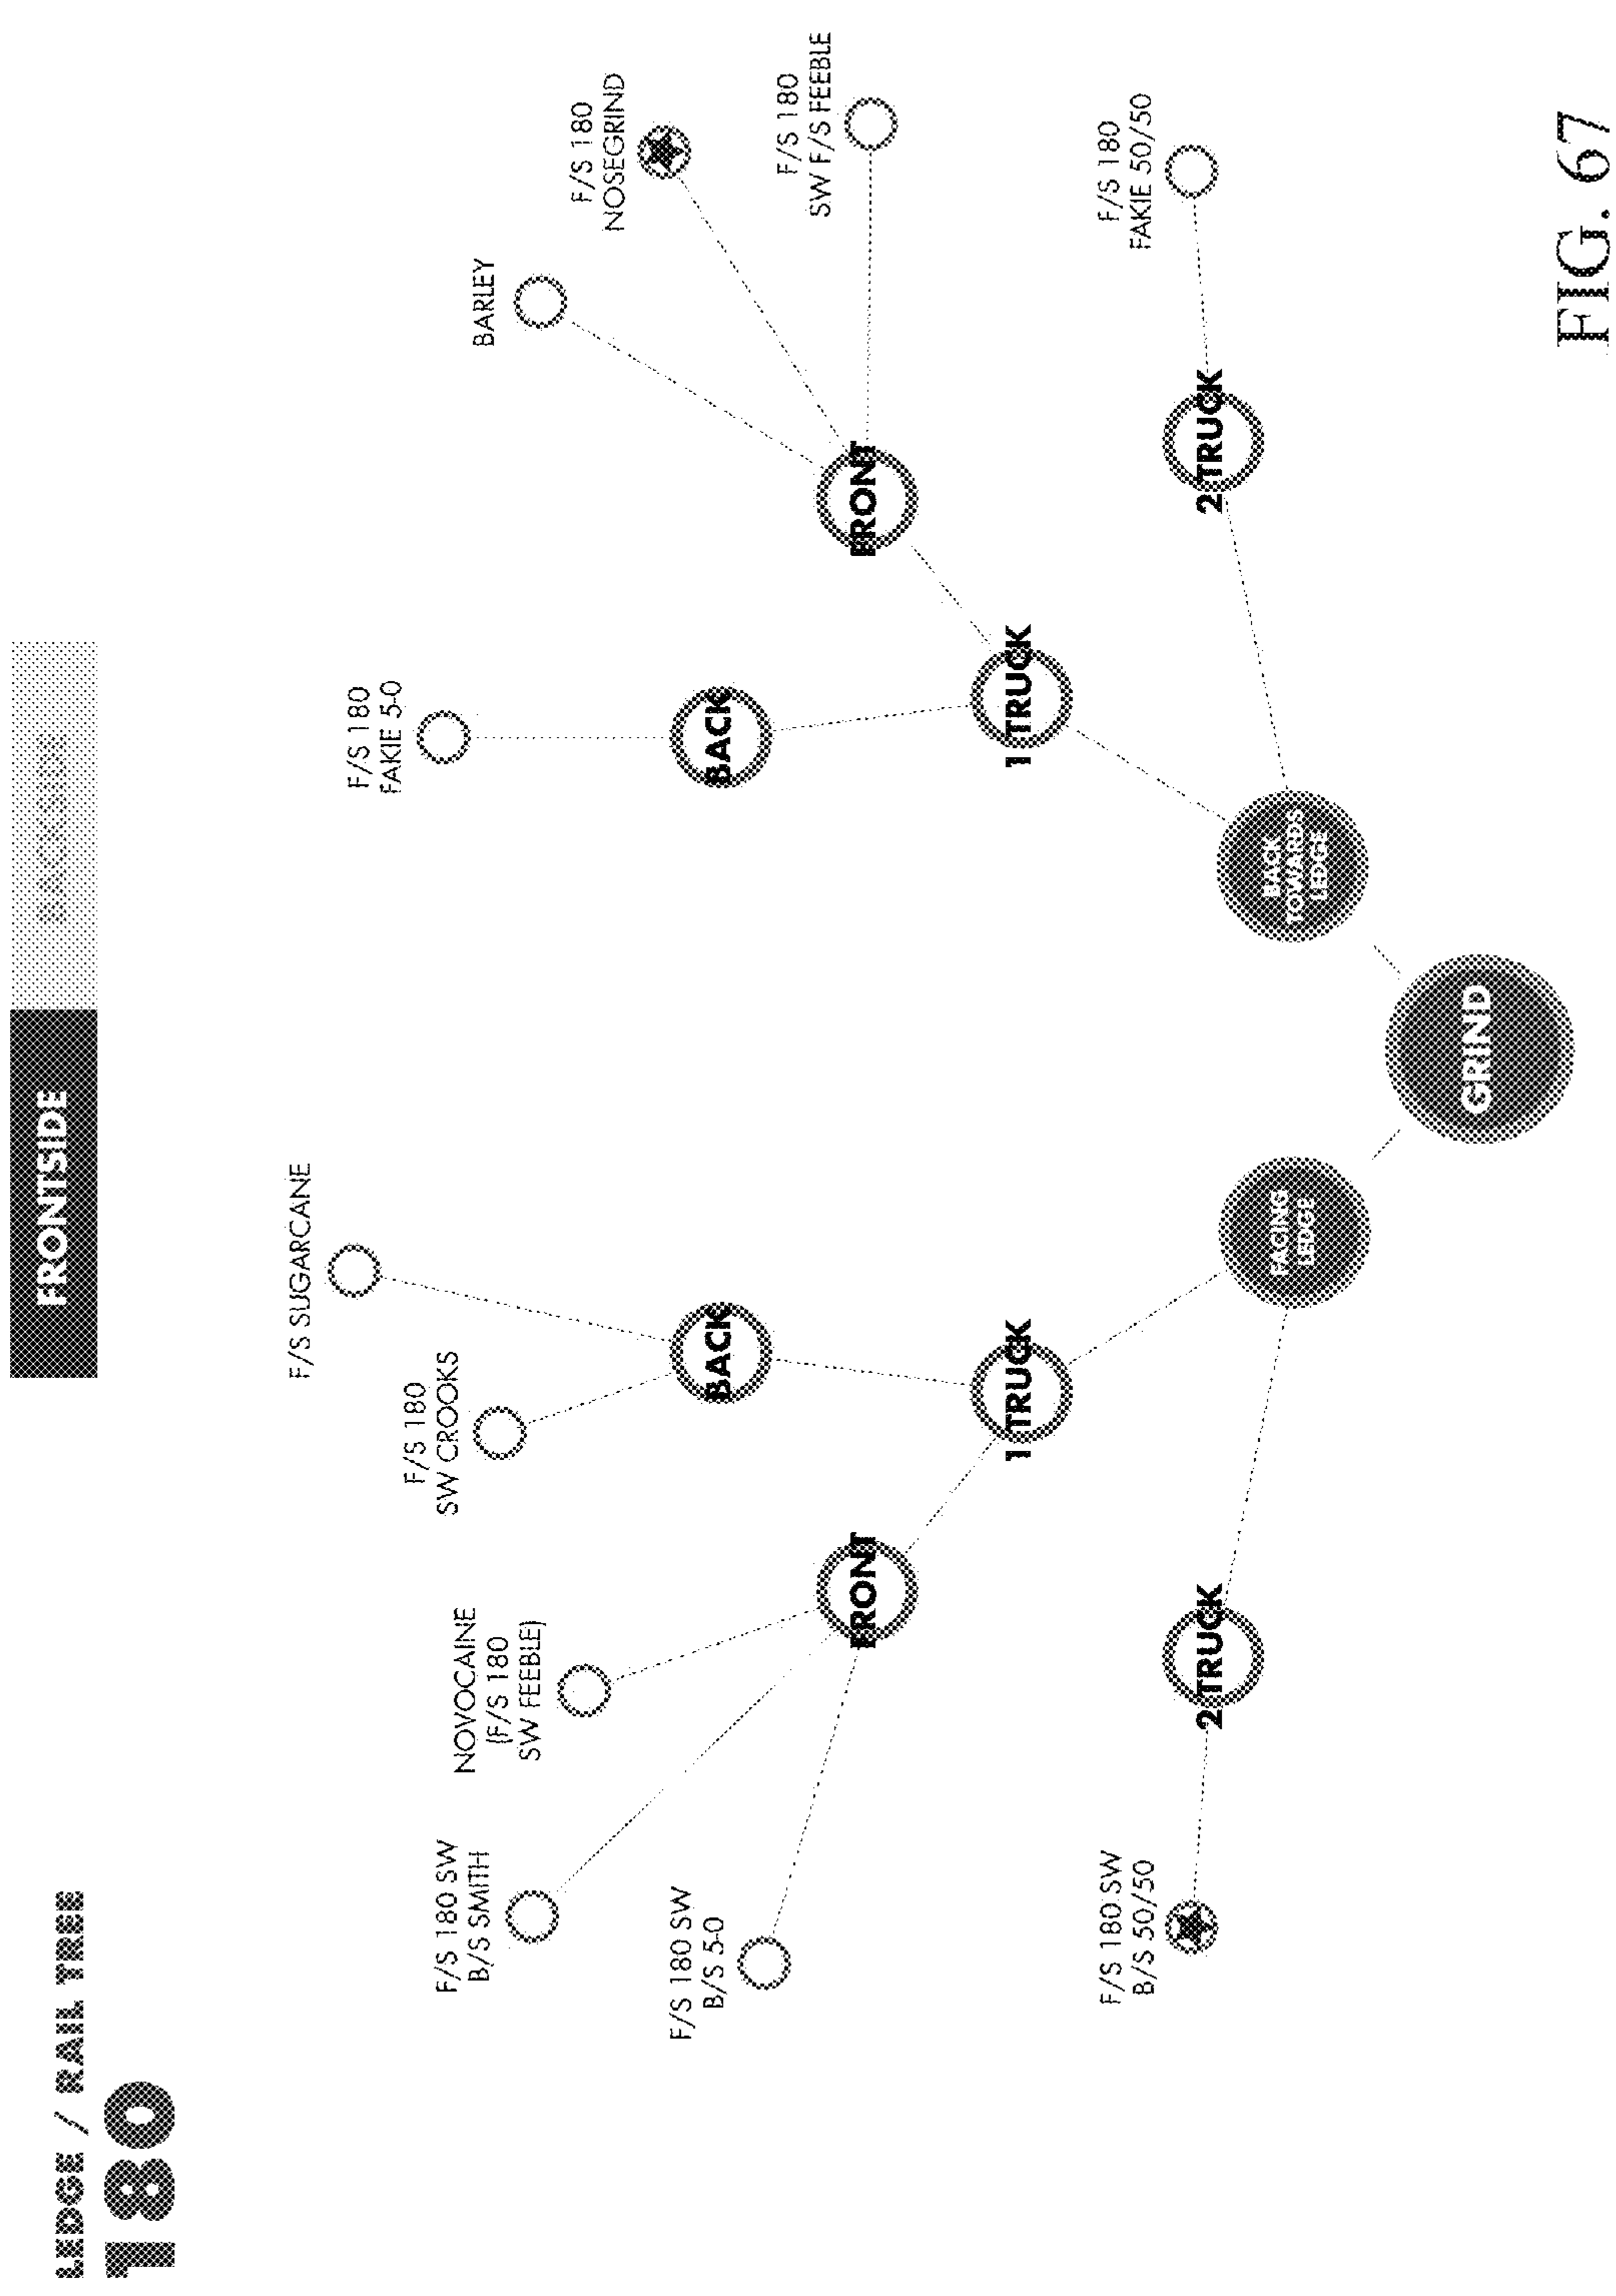 LEDGE / RAIL TREE
180
FRONTSIDE
BACKSIDE
F/S SUGARCANE
F/S 180
FAKIE 5-0
F/S 180
SW CROOKS
F/S 180 SW
B/S SMITH
NOVOCAINE
(F/S 180
SW FEEBLE)
BARLEY
F/S 180
NOSEGRIND
F/S 180 SW
B/S 5-0
BACK
BACK
F/S 180
SW F/S FEEBLE
FRONT
FRONT
1 TRUCK
1 TRUCK
F/S 180 SW
B/S 50/50
F/S 180
FAKIE 50/50
2 TRUCK
2 TRUCK
FACING
LEDGE
BACK
TOWARDS
LEDGE
GRIND
FIG. 67